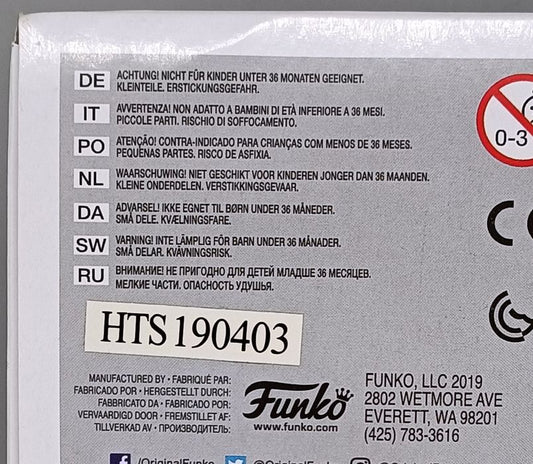 DE ACHTUNG! NICHT FÜR KINDER UNTER 36 MONATEN GEEIGNET.
KLEINTEILE. ERSTICKUNGSGEFAHR.
IT AVVERTENZA! NON ADATTO A BAMBINI DI ETÀ INFERIORE A 36 MESI.
PICCOLE PARTI. RISCHIO DI SOFFOCAMENTO.
PO ATENÇÃO! CONTRA-INDICADO PARA CRIANÇAS COM MENOS DE 36 MESES.
PEQUENAS PARTES. RISCO DE ASFIXIA.
NL WAARSCHUWING! NIET GESCHIKT VOOR KINDEREN JONGER DAN 36 MAANDEN.
KLEINE ONDERDELEN. VERSTIKKINGSGEVAAR.
DA ADVARSEL! IKKE EGNET TIL BØRN UNDER 36 MÅNEDER.
SMÅ DELE. KVÆLNINGSFARE.
SW VARNING! INTE LÄMPLIG FÖR BARN UNDER 36 MÅNADER.
SMÅ DELAR. KVÄVNINGSRISK.
RU ВНИМАНИЕ! НЕ ПРИГОДНО ДЛЯ ДЕТЕЙ МЛАДШЕ 36 МЕСЯЦЕВ.
МЕЛКИЕ ЧАСТИ. ОПАСНОСТЬ УДУШЬЯ.
0-3
CE
HTS 190403
MANUFACTURED BY • FABRIQUÉ PAR:
FABRICADO POR • HERGESTELLT DURCH:
FABBRICATO DA • FABRICADO POR:
VERVAARDIGD DOOR • FREMSTILLET AF:
TILLVERKAD AV • ПРОИЗВОДИТЕЛЬ:
Funko
www.funko.com
FUNKO, LLC 2019
2802 WETMORE AVE
EVERETT, WA 98201
(425) 783-3616
/OriginalFunko